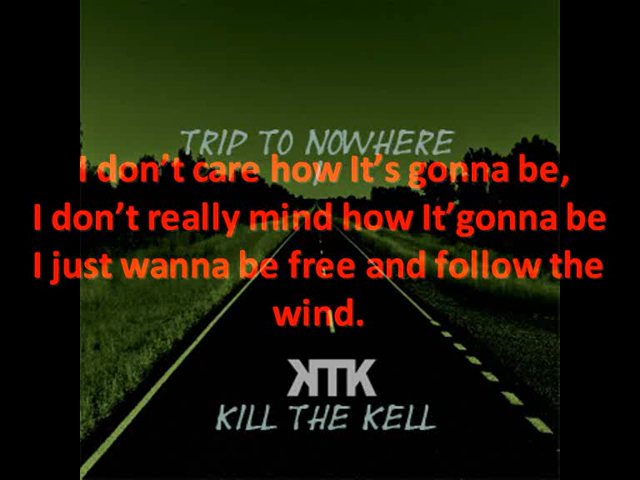 TRIP TO NOWHERE
I don't care how It's gonna be,
I don't really mind how It'gonna be
I just wanna be free and follow the
wind.
KTK
KILL THE KELL